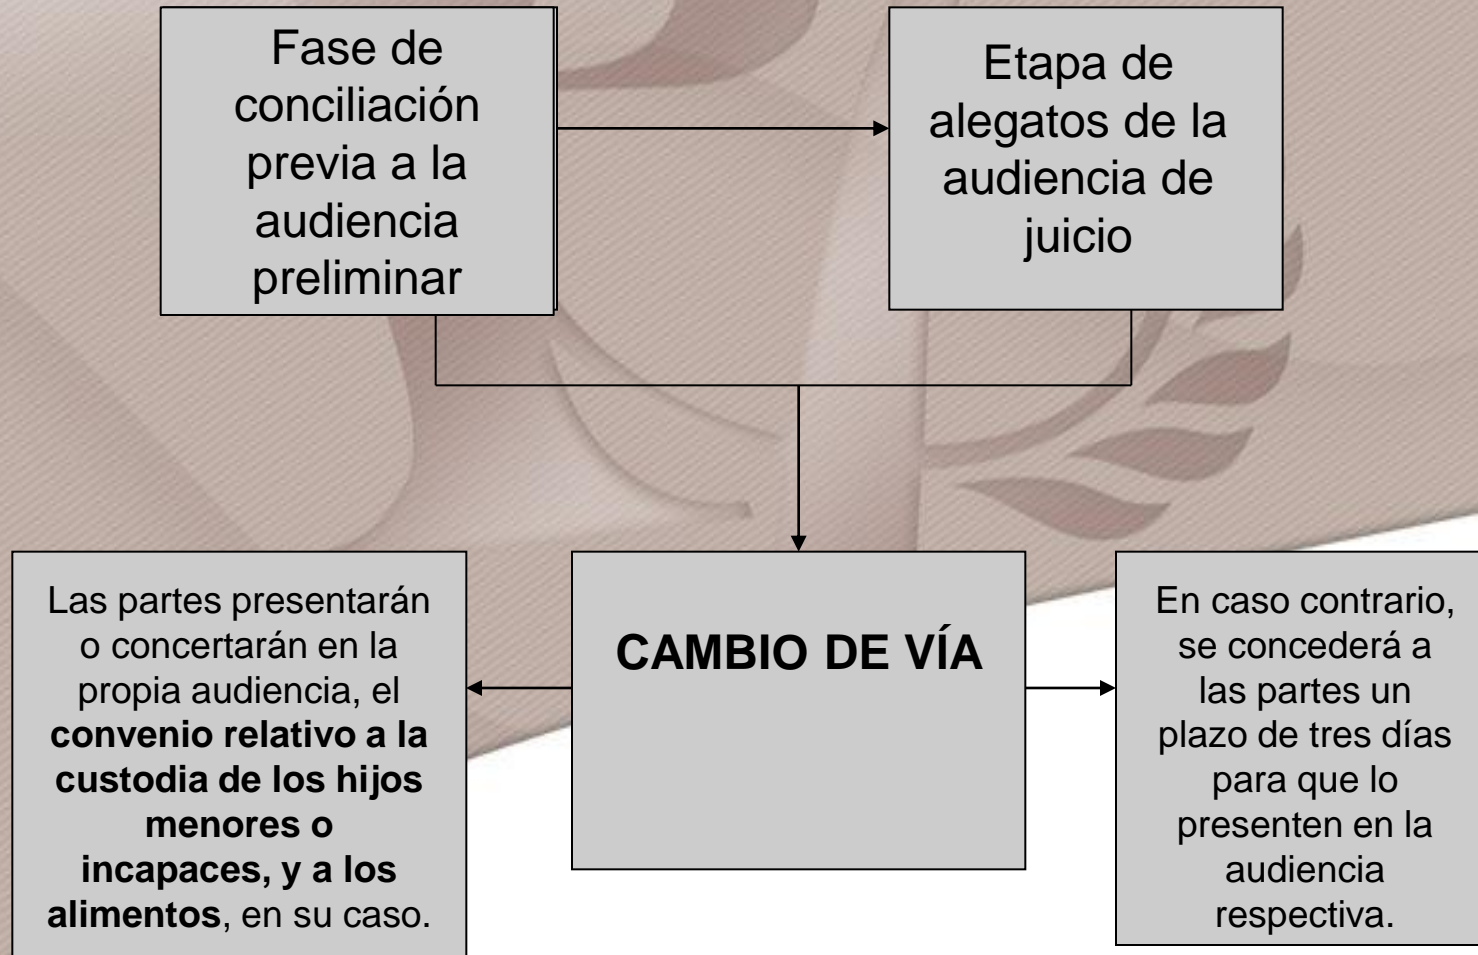 Fase de
conciliación
previa a la
audiencia
preliminar
Etapa de
alegatos de la
audiencia de
juicio
Las partes presentarán
o concertarán en la
propia audiencia, el
convenio relativo a la
custodia de los hijos
menores o
incapaces, y a los
alimentos, en su caso.
CAMBIO DE VÍA
En caso contrario,
se concederá a
las partes un
plazo de tres días
para que lo
presenten en la
audiencia
respectiva.